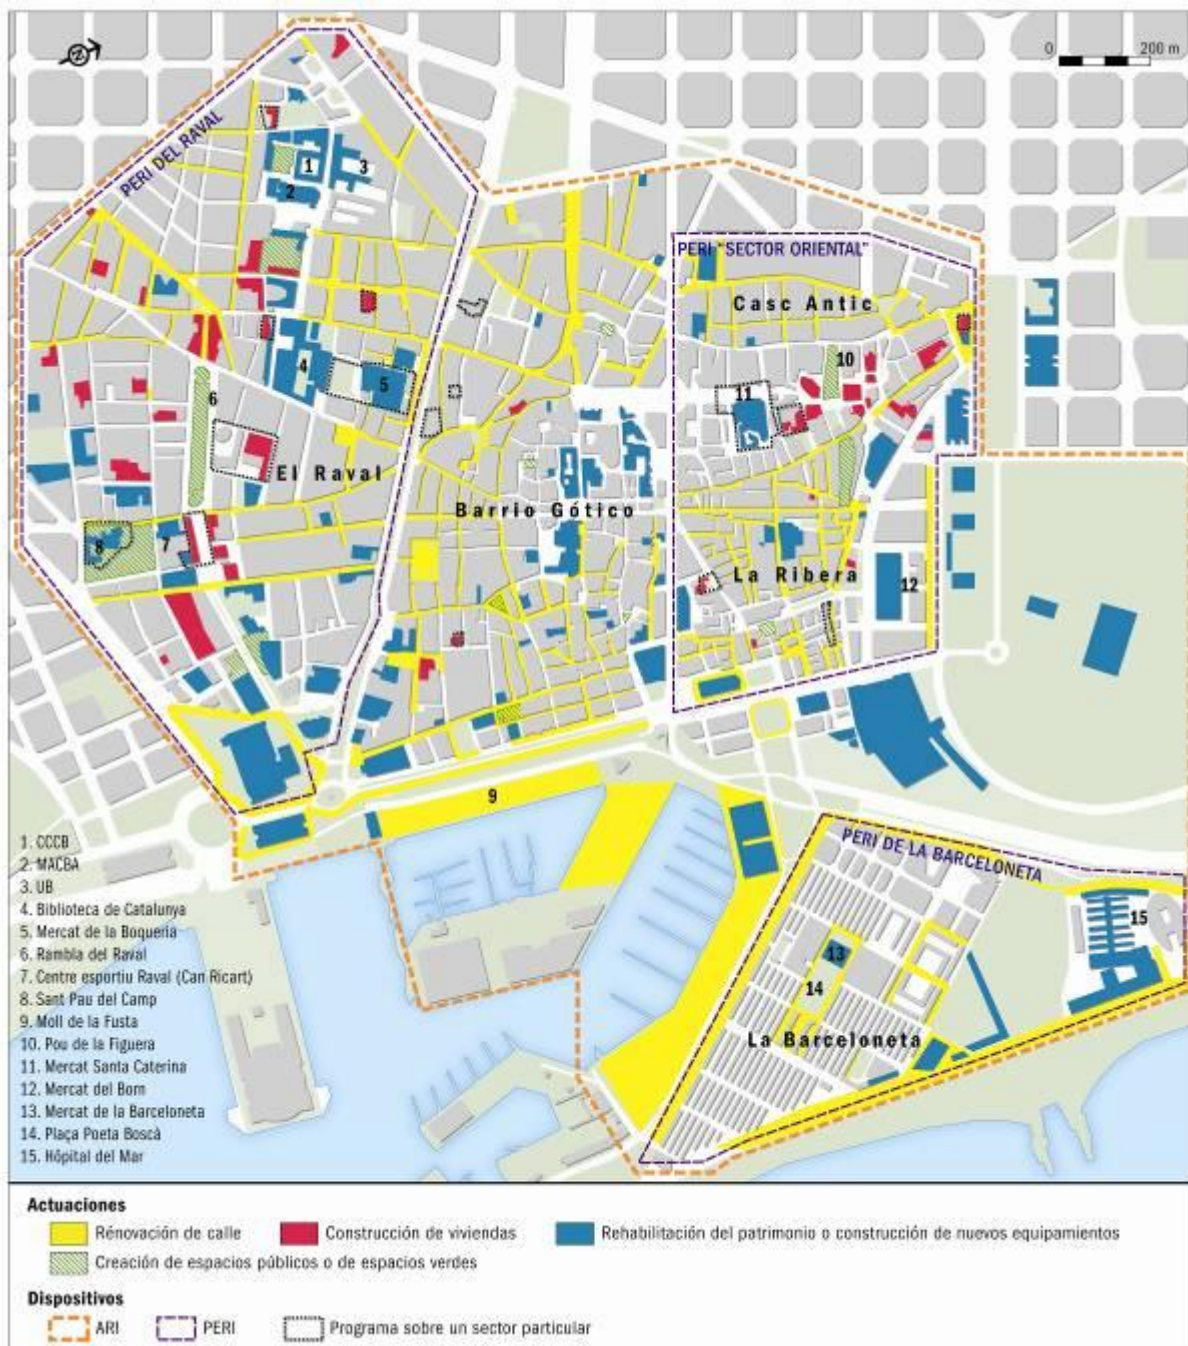 N
0 200 m
PERI DEL RAVAL
1
3
2
PERI "SECTOR ORIENTAL"
Casc Antic
10
4
5
11
6
El Raval
Barrio Gótico
8
7
La Ribera
12
9
PERI DE LA BARCELONETA
15
13
14
La Barceloneta
1. CCCB
2. MACBA
3. UB
4. Biblioteca de Catalunya
5. Mercat de la Boqueria
6. Rambla del Raval
7. Centre esportiu Raval (Can Ricart)
8. Sant Pau del Camp
9. Moll de la Fusta
10. Pou de la Figuera
11. Mercat Santa Caterina
12. Mercat del Born
13. Mercat de la Barceloneta
14. Plaça Poeta Boscà
15. Hôpital del Mar
Actuaciones
Rénovación de calle
Construcción de viviendas
Rehabilitación del patrimonio o construcción de nuevos equipamientos
Creación de espacios públicos o de espacios verdes
Dispositivos
ARI
PERI
Programa sobre un sector particular